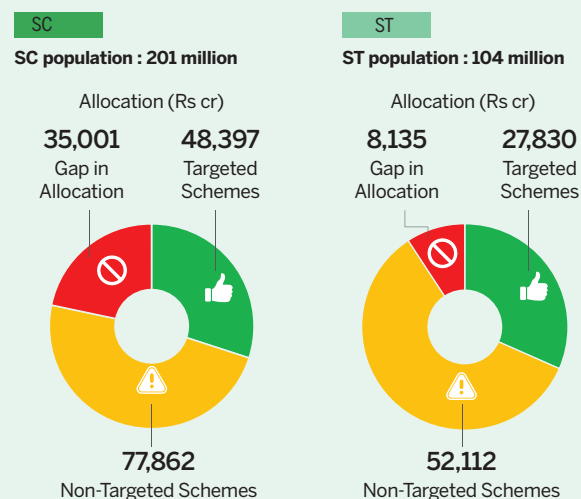 SC
SC population : 201 million
Allocation (Rs cr)
35,001
Gap in
Allocation
48,397
Targeted
Schemes
77,862
Non-Targeted Schemes
ST
ST population : 104 million
Allocation (Rs cr)
8,135
Gap in
Allocation
27,830
Targeted
Schemes
52,112
Non-Targeted Schemes